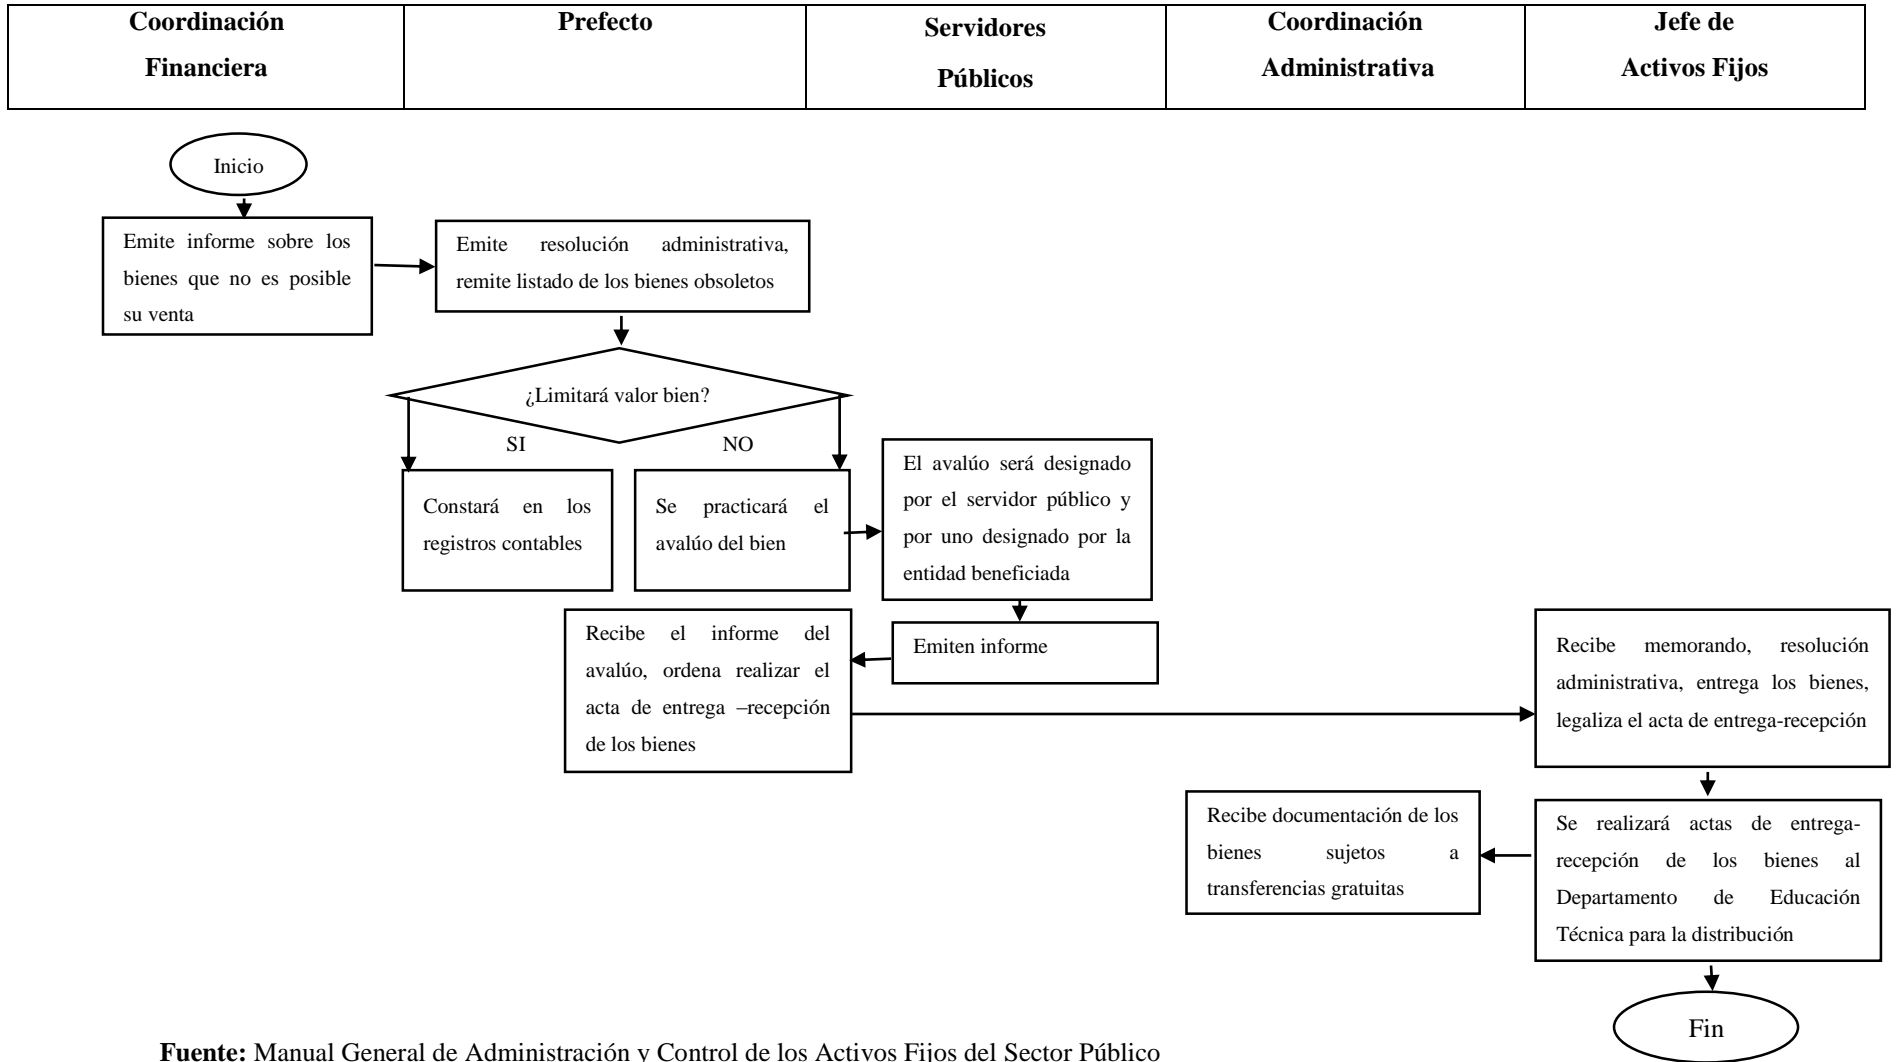 Coordinación
Financiera
Prefecto
Servidores
Públicos
Coordinación
Administrativa
Jefe de
Activos Fijos
Inicio
Emite informe sobre los
bienes que no es posible
su venta
Emite resolución administrativa,
remite listado de los bienes obsoletos
¿Limitará valor bien?
SI
NO
Constará en los
registros contables
Se practicará el
avalúo del bien
El avalúo será designado
por el servidor público y
por uno designado por la
entidad beneficiada
Emiten informe
Recibe el informe del
avalúo, ordena realizar el
acta de entrega –recepción
de los bienes
Recibe memorando, resolución
administrativa, entrega los bienes,
legaliza el acta de entrega-recepción
Se realizará actas de entrega-
recepción de los bienes al
Departamento de Educación
Técnica para la distribución
Recibe documentación de los
bienes sujetos a
transferencias gratuitas
Fin
Fuente: Manual General de Administración y Control de los Activos Fijos del Sector Público